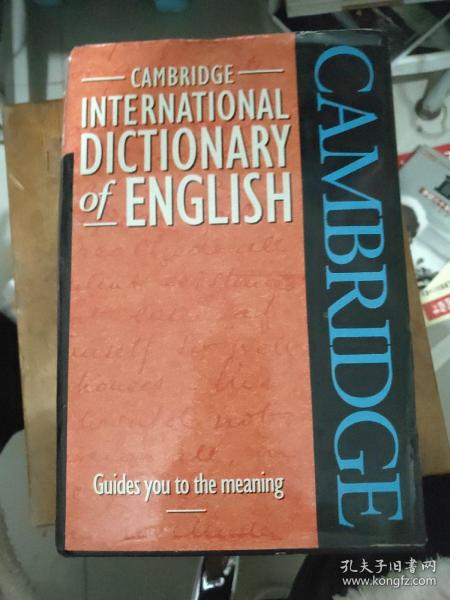 CAMBRIDGE
INTERNATIONAL
DICTIONARY
of ENGLISH
Guides you to the meaning
CAMBRIDGE
孔夫子旧书网
www.kongfz.com